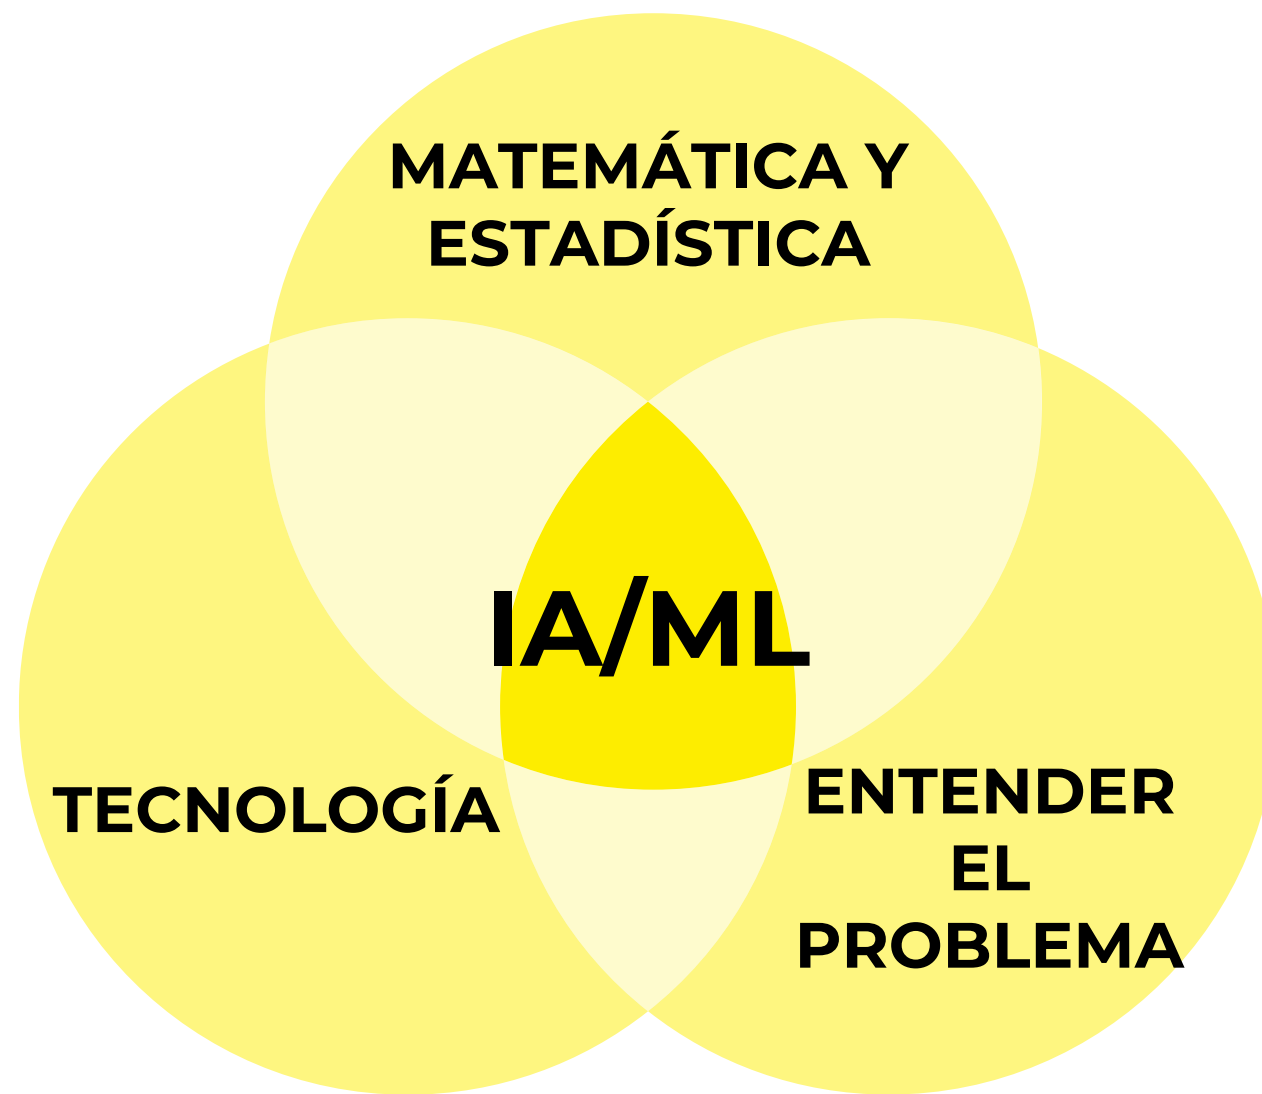 MATEMÁTICA Y
ESTADÍSTICA
IA/ML
TECNOLOGÍA
ENTENDER
EL
PROBLEMA